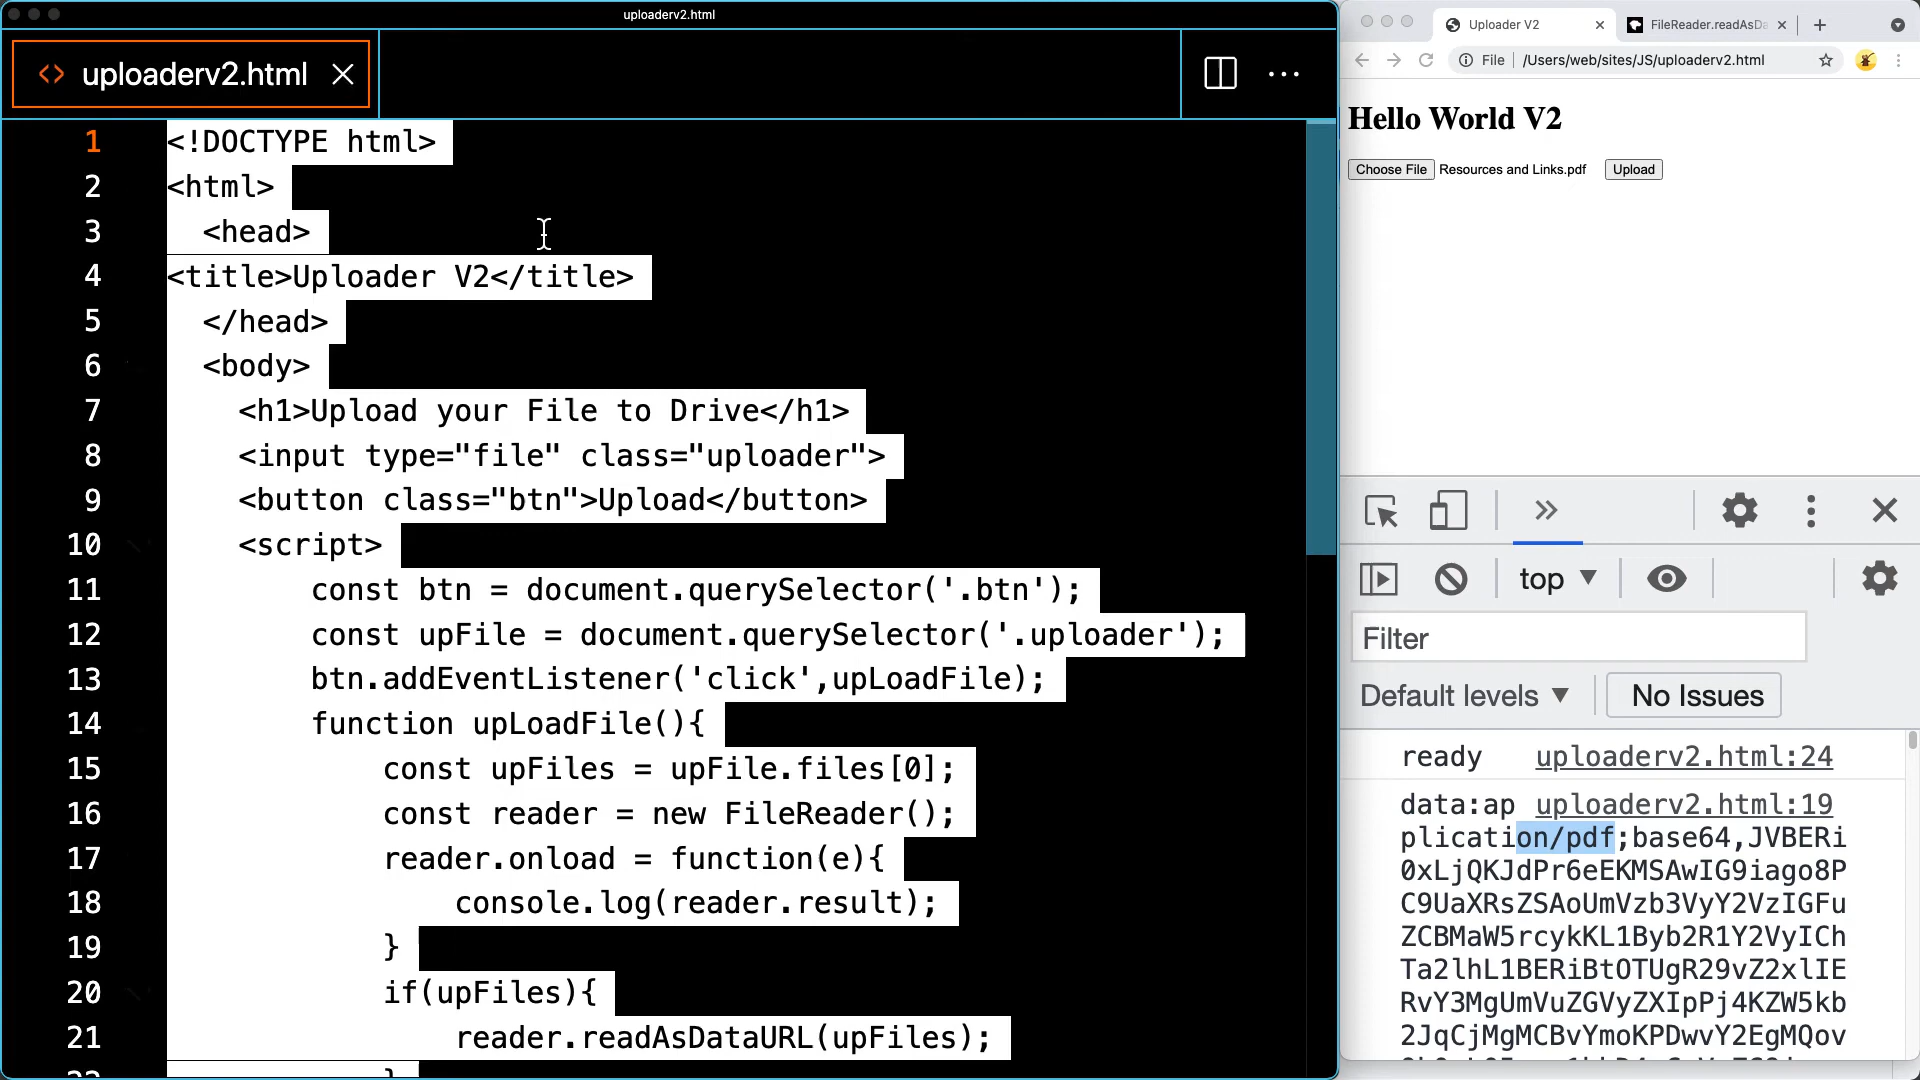 uploaderv2.html
<> uploaderv2.html
1 <!DOCTYPE html>
2 <html>
3 <head>
4 <title>Uploader V2</title>
5 </head>
6 <body>
7 <h1>Upload your File to Drive</h1>
8 <input type="file" class="uploader">
9 <button class="btn">Upload</button>
10 <script>
11 const btn = document.querySelector('.btn');
12 const upFile = document.querySelector('.uploader');
13 btn.addEventListener('click',upLoadFile);
14 function upLoadFile(){
15 const upFiles = upFile.files[0];
16 const reader = new FileReader();
17 reader.onload = function(e){
18 console.log(reader.result);
19 }
20 if(upFiles){
21 reader.readAsDataURL(upFiles);
22 }
Uploader V2
FileReader.readAsDa
File /Users/web/sites/JS/uploaderv2.html
Hello World V2
Choose File Resources and Links.pdf Upload
top
Filter
Default levels No Issues
ready uploaderv2.html:24
data:ap uploaderv2.html:19
plication/pdf;base64,JVBERi
0xLjQKJdPr6eEKMSAwIG9iago8P
C9UaXRsZSAoUmVzb3VyY2VzIGFu
ZCBMaW5rcykKL1Byb2R1Y2VyICh
Ta2lhL1BERiBtOTUgR29vZ2xlIE
RvY3MgUmVuZGVyZXIpPj4KZW5kb
2JqCjMgMCBvYmoKPDwvY2EgMQov